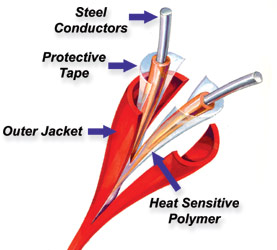 Steel
Conductors
Protective
Tape
Outer Jacket
Heat Sensitive
Polymer